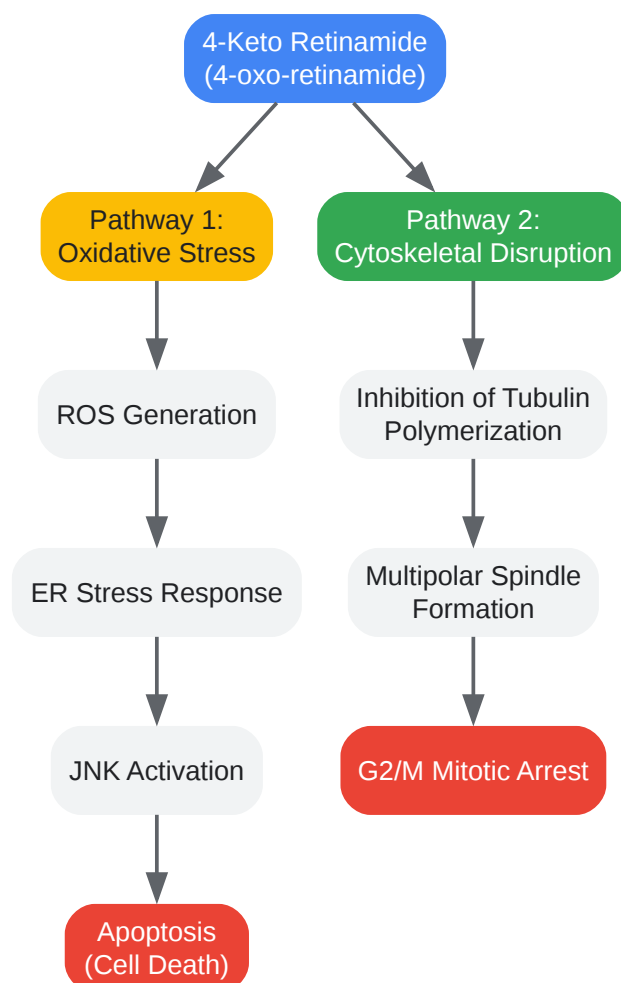 4-Keto Retinamide
(4-oxo-retinamide)
Pathway 1:
Oxidative Stress
Pathway 2:
Cytoskeletal Disruption
ROS Generation
Inhibition of Tubulin
Polymerization
ER Stress Response
Multipolar Spindle
Formation
JNK Activation
G2/M Mitotic Arrest
Apoptosis
(Cell Death)